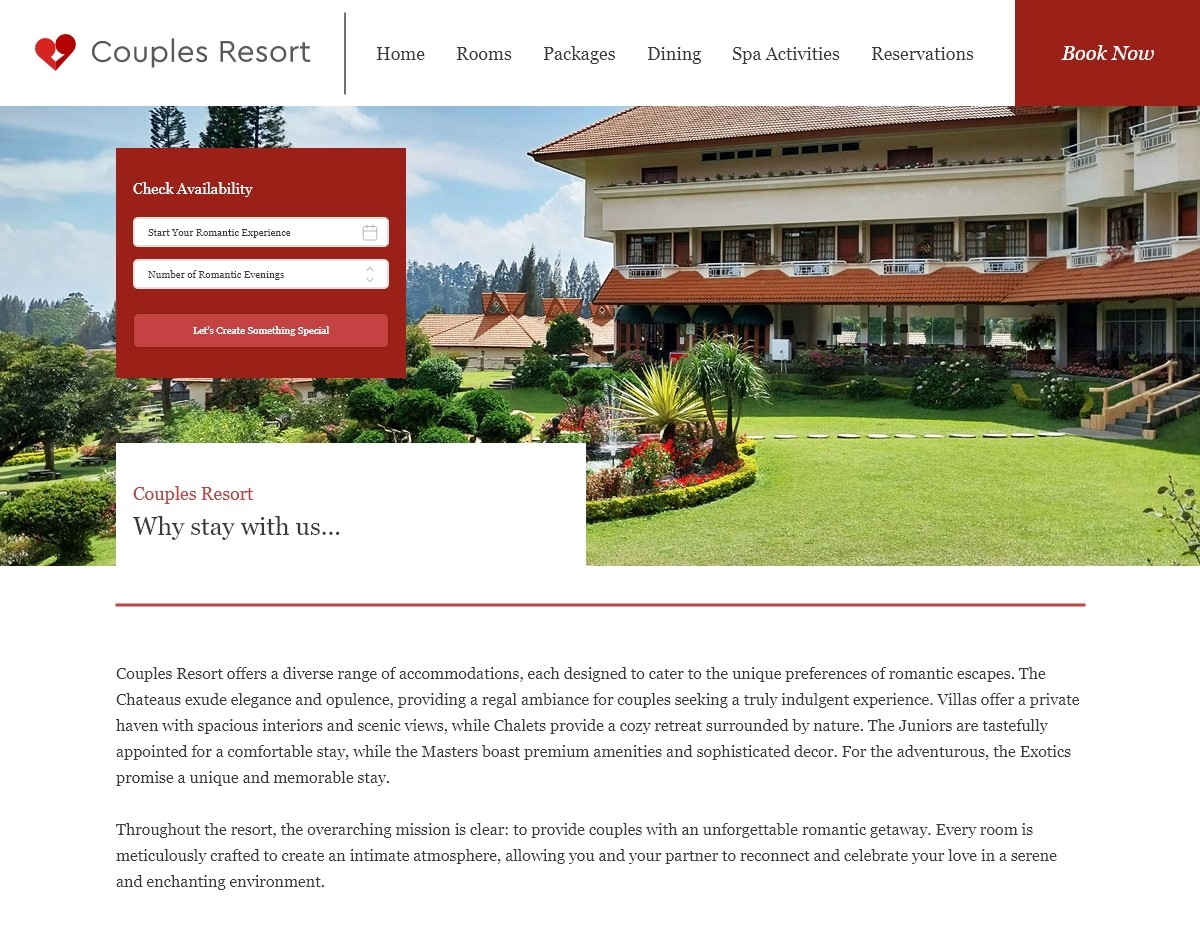 Couples Resort
Home Rooms Packages Dining Spa Activities Reservations
Book Now
Check Availability
Start Your Romantic Experience
Number of Romantic Evenings
Let's Create Something Special
Couples Resort
Why stay with us...
Couples Resort offers a diverse range of accommodations, each designed to cater to the unique preferences of romantic escapes. The
Chateaus exude elegance and opulence, providing a regal ambiance for couples seeking a truly indulgent experience. Villas offer a private
haven with spacious interiors and scenic views, while Chalets provide a cozy retreat surrounded by nature. The Juniors are tastefully
appointed for a comfortable stay, while the Masters boast premium amenities and sophisticated decor. For the adventurous, the Exotics
promise a unique and memorable stay.
Throughout the resort, the overarching mission is clear: to provide couples with an unforgettable romantic getaway. Every room is
meticulously crafted to create an intimate atmosphere, allowing you and your partner to reconnect and celebrate your love in a serene
and enchanting environment.